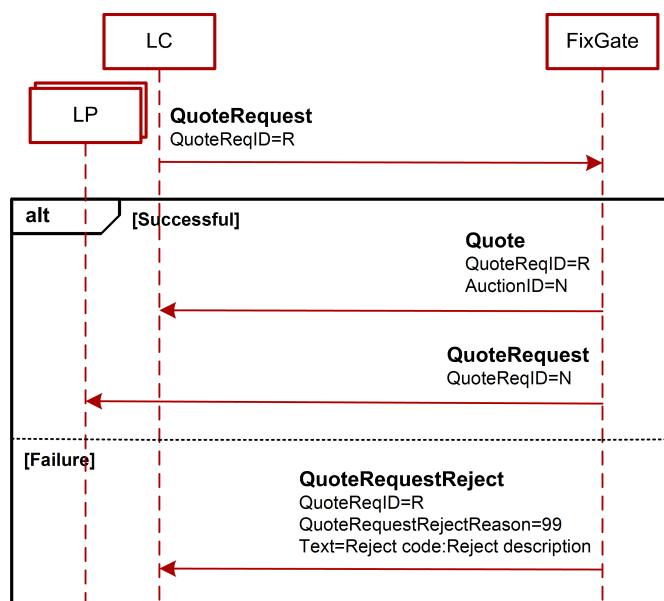 LC
FixGate
LP
QuoteRequest
QuoteReqID=R
alt
[Successful]
Quote
QuoteReqID=R
AuctionID=N
QuoteRequest
QuoteReqID=N
[Failure]
QuoteRequestReject
QuoteReqID=R
QuoteRequestRejectReason=99
Text=Reject code:Reject description